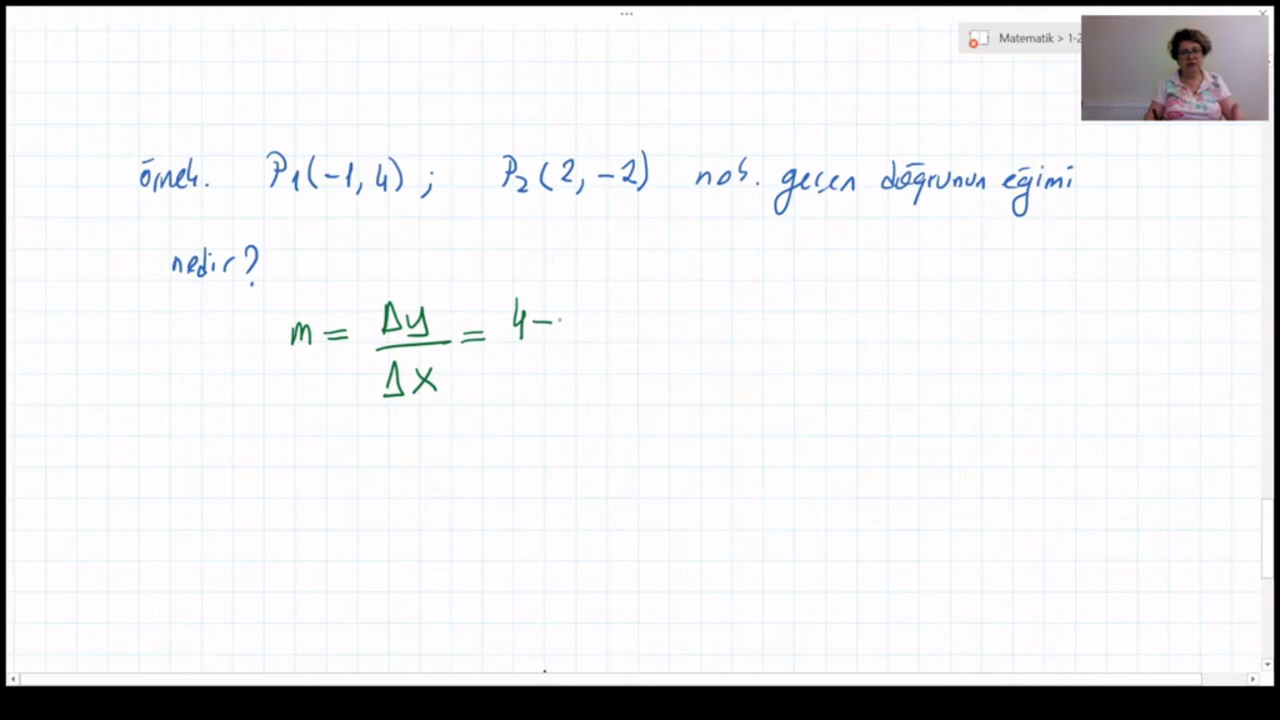 Matematik > 1-2
örnek. P1(-1, 4) ; P2(2, -2) nok. geçen doğrunun eğimi
nedir?
m = Δy / Δx = 4 -